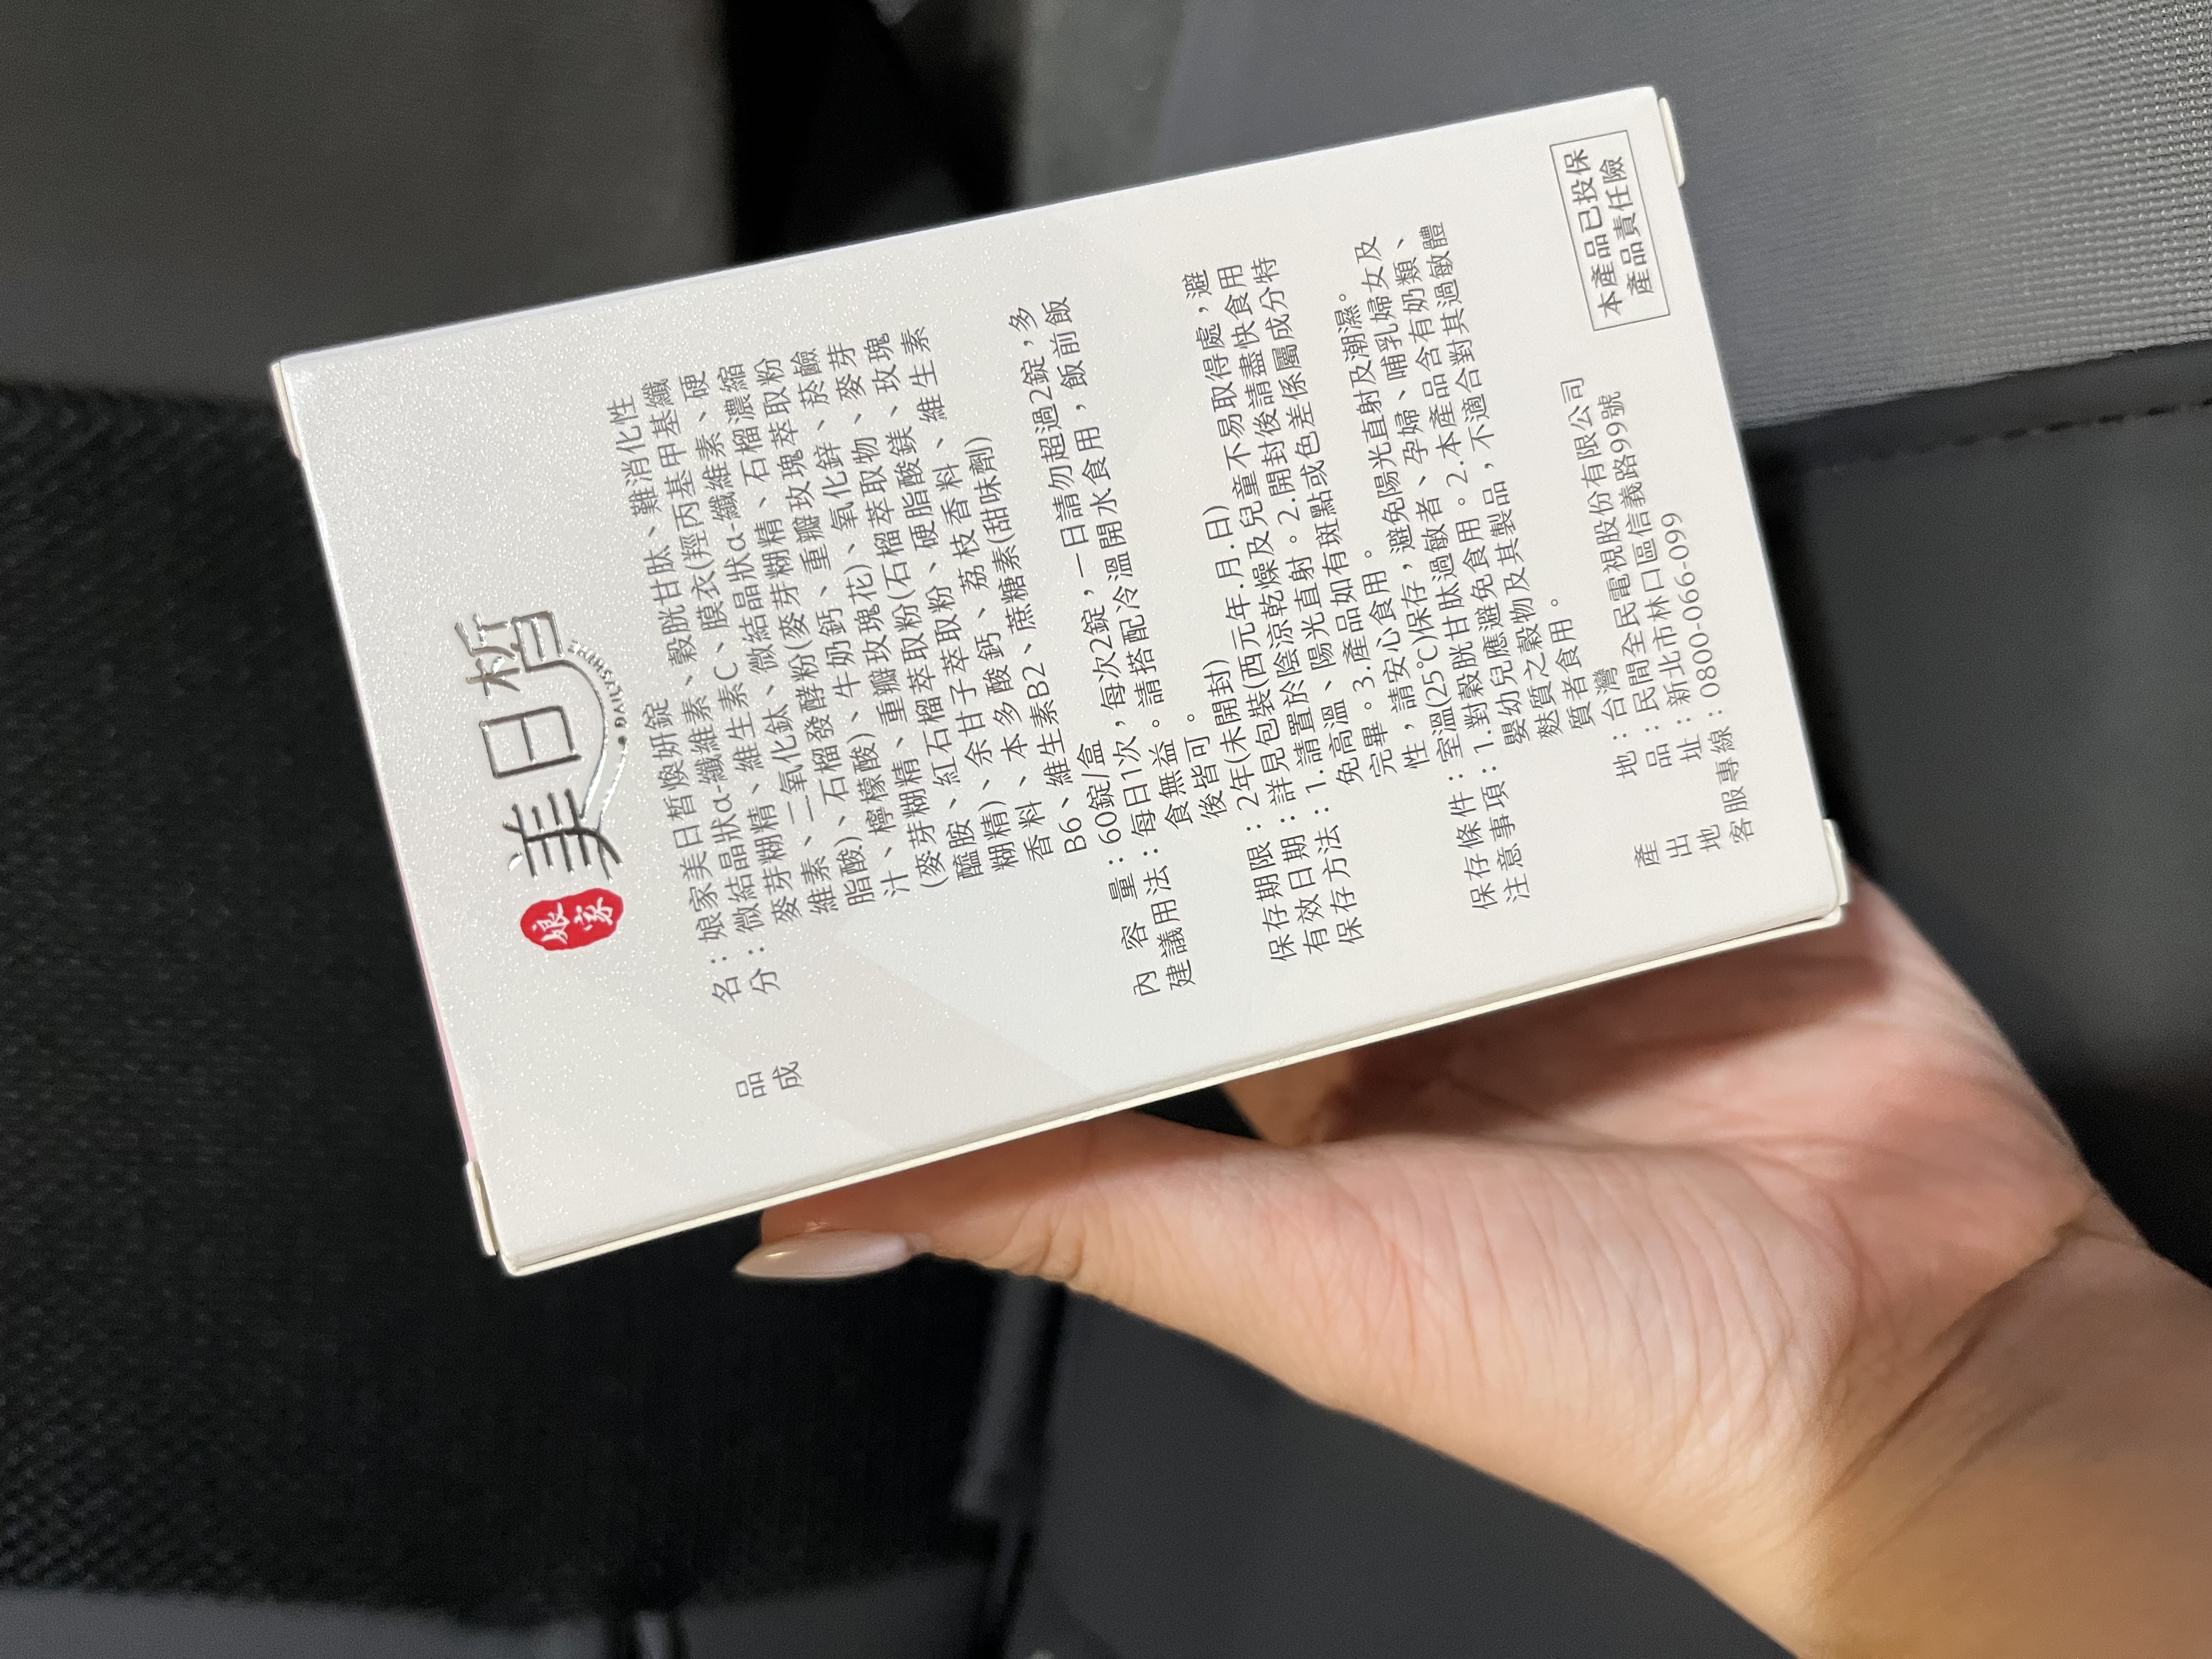 娘家
美日皙
DAILYSKIN
品名：娘家美日皙煥妍錠
成分：微結晶狀α-纖維素、穀胱甘肽、難消化性
麥芽糊精、維生素C、膜衣(羥丙基甲基纖
維素、二氧化鈦、微結晶狀α-纖維素、硬
脂酸)、石榴發酵粉(麥芽糊精、石榴濃縮
汁、檸檬酸)、牛奶鈣、重瓣玫瑰萃取粉
(麥芽糊精、重瓣玫瑰花)、氧化鋅、菸鹼
醯胺、紅石榴萃取粉(石榴萃取物、麥芽
糊精)、余甘子萃取粉、硬脂酸鎂、玫瑰
香料、本多酸鈣、荔枝香料、維生素
B6、維生素B2、蔗糖素(甜味劑)
內容量：60錠/盒
建議用法：每日1次，每次2錠，一日請勿超過2錠，多
食無益。請搭配冷溫開水食用，飯前飯
後皆可。
保存期限：2年(未開封)
有效日期：詳見包裝(西元年.月.日)
保存方法：1.請置於陰涼乾燥及兒童不易取得處，避
免高溫、陽光直射。2.開封後請盡快食用
完畢。3.產品如有斑點或色差係屬成分特
性，請安心食用。
保存條件：室溫(25℃)保存，避免陽光直射及潮濕。
注意事項：1.對穀胱甘肽過敏者、孕婦、哺乳婦女及
嬰幼兒應避免食用。2.本產品含有奶類、
麩質之穀物及其製品，不適合對其過敏體
質者食用。
產地：台灣
出品：民間全民電視股份有限公司
地址：新北市林口區信義路99號
客服專線：0800-066-099
本產品已投保
產品責任險